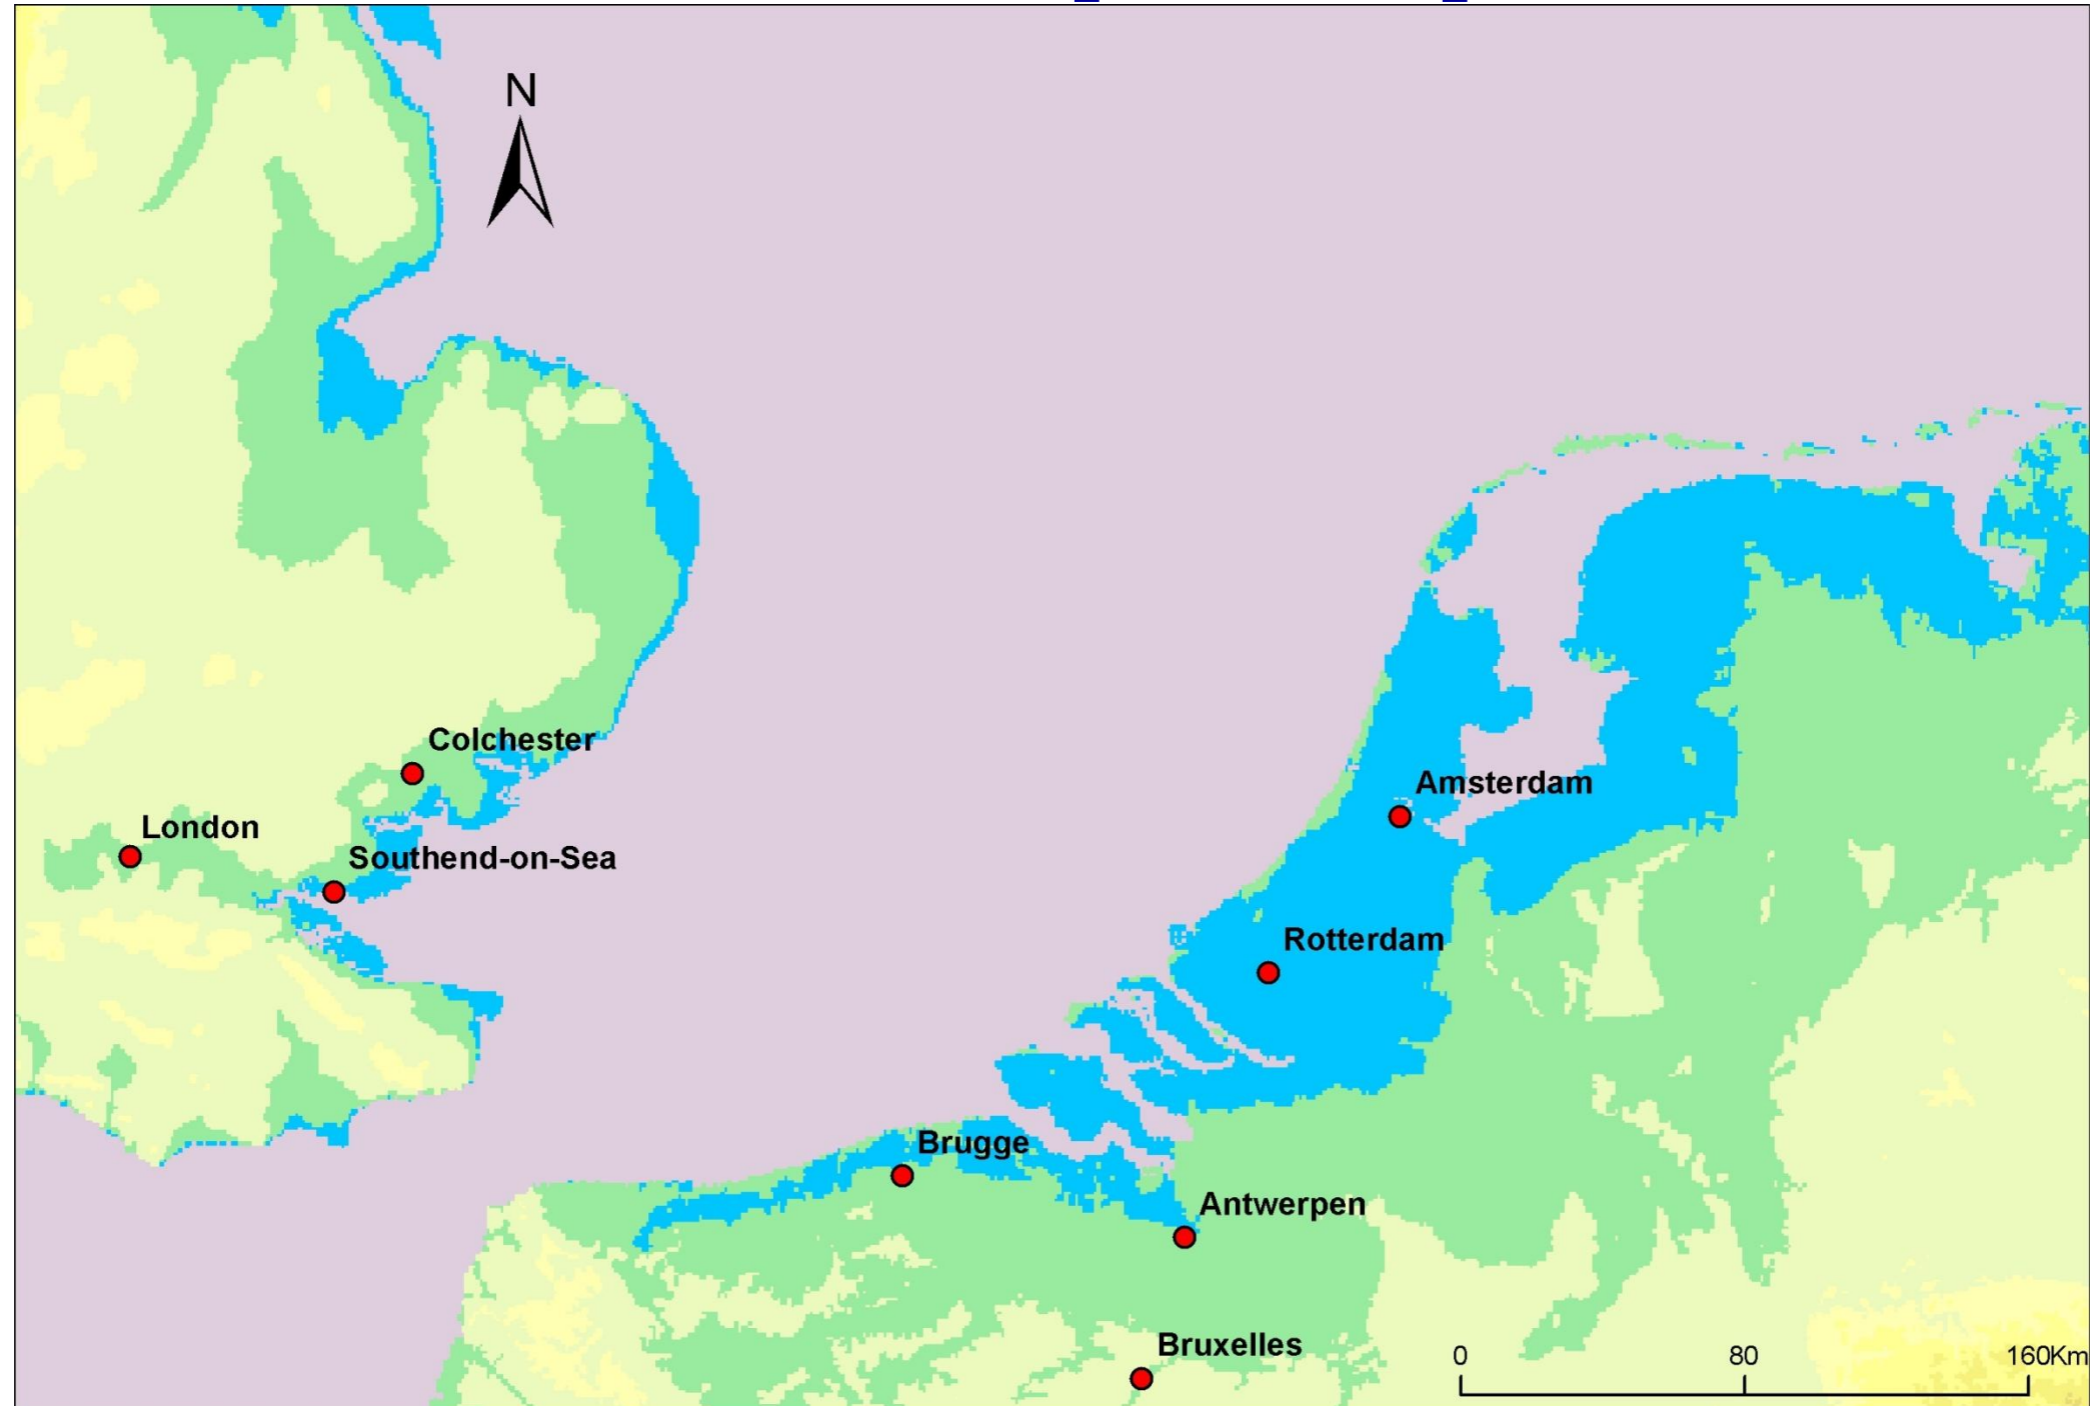 N
Colchester
Amsterdam
London
Southend-on-Sea
Rotterdam
Brugge
Antwerpen
Bruxelles
0 80 160Km